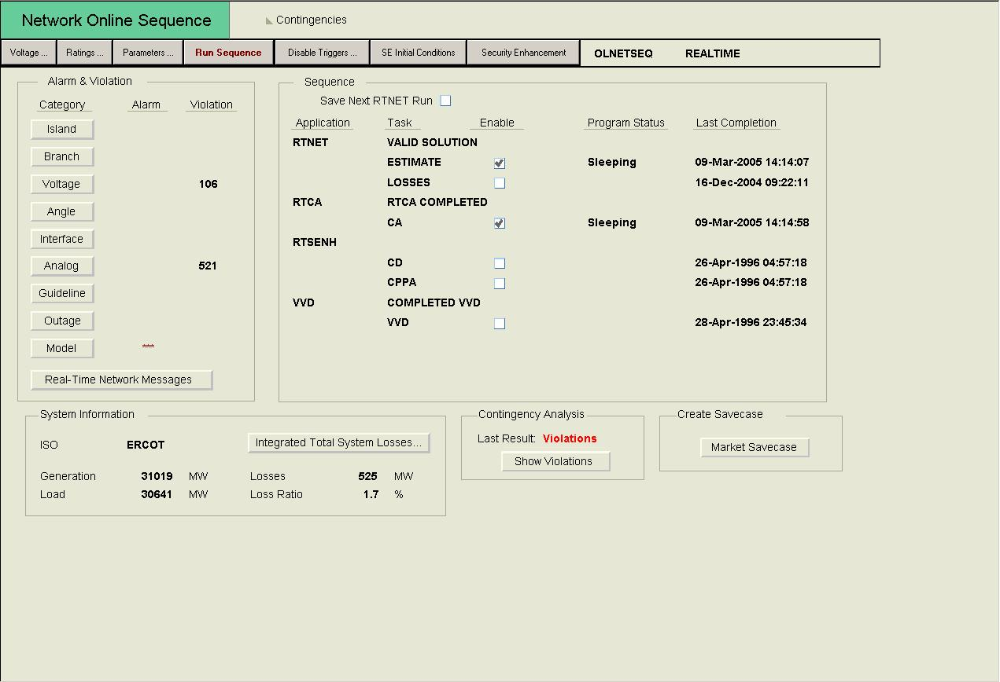 Network Online Sequence
Contingencies
Voltage ... Ratings ... Parameters ... Run Sequence Disable Triggers ... SE Initial Conditions Security Enhancement OLNETSEQ REALTIME
Alarm & Violation
Category Alarm Violation
Island
Branch
Voltage 106
Angle
Interface
Analog 521
Guideline
Outage
Model ***
Real-Time Network Messages
Sequence
Save Next RTNET Run
Application Task Enable Program Status Last Completion
RTNET VALID SOLUTION
ESTIMATE Sleeping 09-Mar-2005 14:14:07
LOSSES 16-Dec-2004 09:22:11
RTCA RTCA COMPLETED
CA Sleeping 09-Mar-2005 14:14:58
RTSENH
CD 26-Apr-1996 04:57:18
CPPA 26-Apr-1996 04:57:18
VVD COMPLETED VVD
VVD 28-Apr-1996 23:45:34
System Information
ISO ERCOT Integrated Total System Losses...
Generation 31019 MW Losses 525 MW
Load 30641 MW Loss Ratio 1.7 %
Contingency Analysis
Last Result: Violations
Show Violations
Create Savecase
Market Savecase